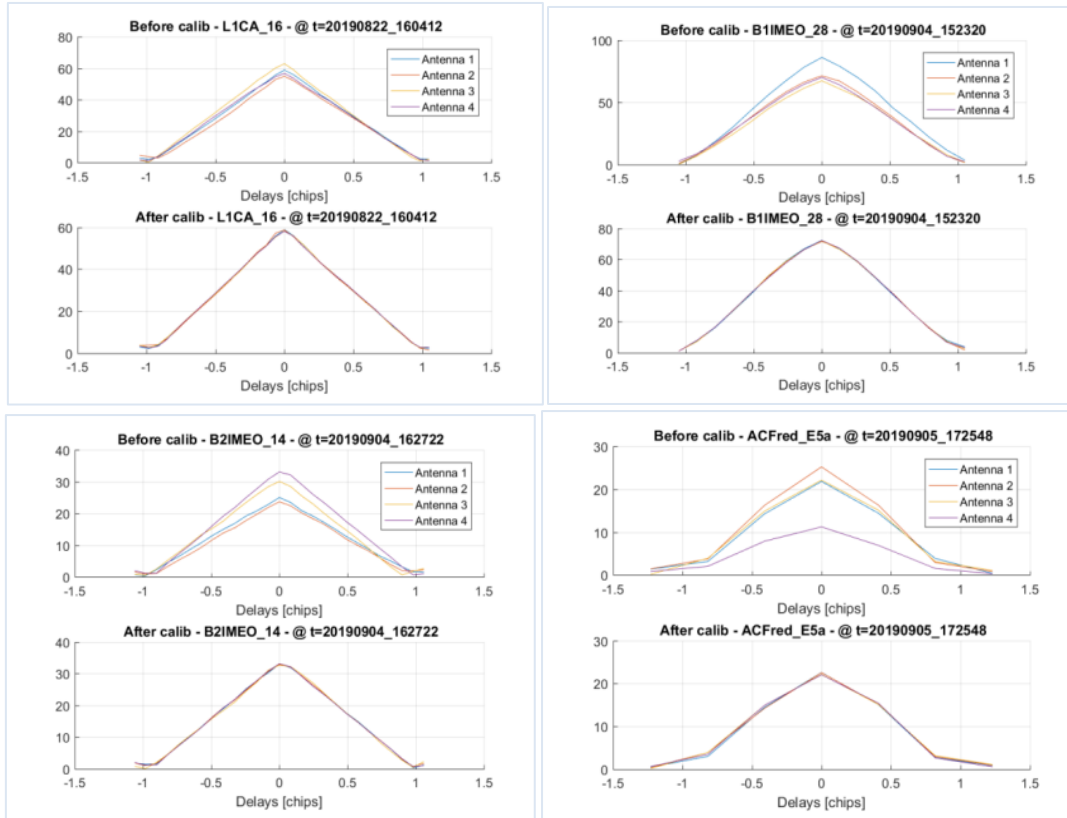 Before calib - L1CA_16 - @ t=20190822_160412
80
60
40
20
0
Antenna 1
Antenna 2
Antenna 3
Antenna 4
-1.5 -1 -0.5 0 0.5 1 1.5
Delays [chips]
After calib - L1CA_16 - @ t=20190822_160412
60
40
20
0
-1.5 -1 -0.5 0 0.5 1 1.5
Delays [chips]
Before calib - B1IMEO_28 - @ t=20190904_152320
100
50
0
Antenna 1
Antenna 2
Antenna 3
Antenna 4
-1.5 -1 -0.5 0 0.5 1 1.5
Delays [chips]
After calib - B1IMEO_28 - @ t=20190904_152320
80
60
40
20
0
-1.5 -1 -0.5 0 0.5 1 1.5
Delays [chips]
Before calib - B2IMEO_14 - @ t=20190904_162722
40
30
20
10
0
Antenna 1
Antenna 2
Antenna 3
Antenna 4
-1.5 -1 -0.5 0 0.5 1 1.5
Delays [chips]
After calib - B2IMEO_14 - @ t=20190904_162722
40
30
20
10
0
-1.5 -1 -0.5 0 0.5 1 1.5
Delays [chips]
Before calib - ACFred_E5a - @ t=20190905_172548
30
20
10
0
Antenna 1
Antenna 2
Antenna 3
Antenna 4
-1.5 -1 -0.5 0 0.5 1 1.5
Delays [chips]
After calib - ACFred_E5a - @ t=20190905_172548
30
20
10
0
-1.5 -1 -0.5 0 0.5 1 1.5
Delays [chips]